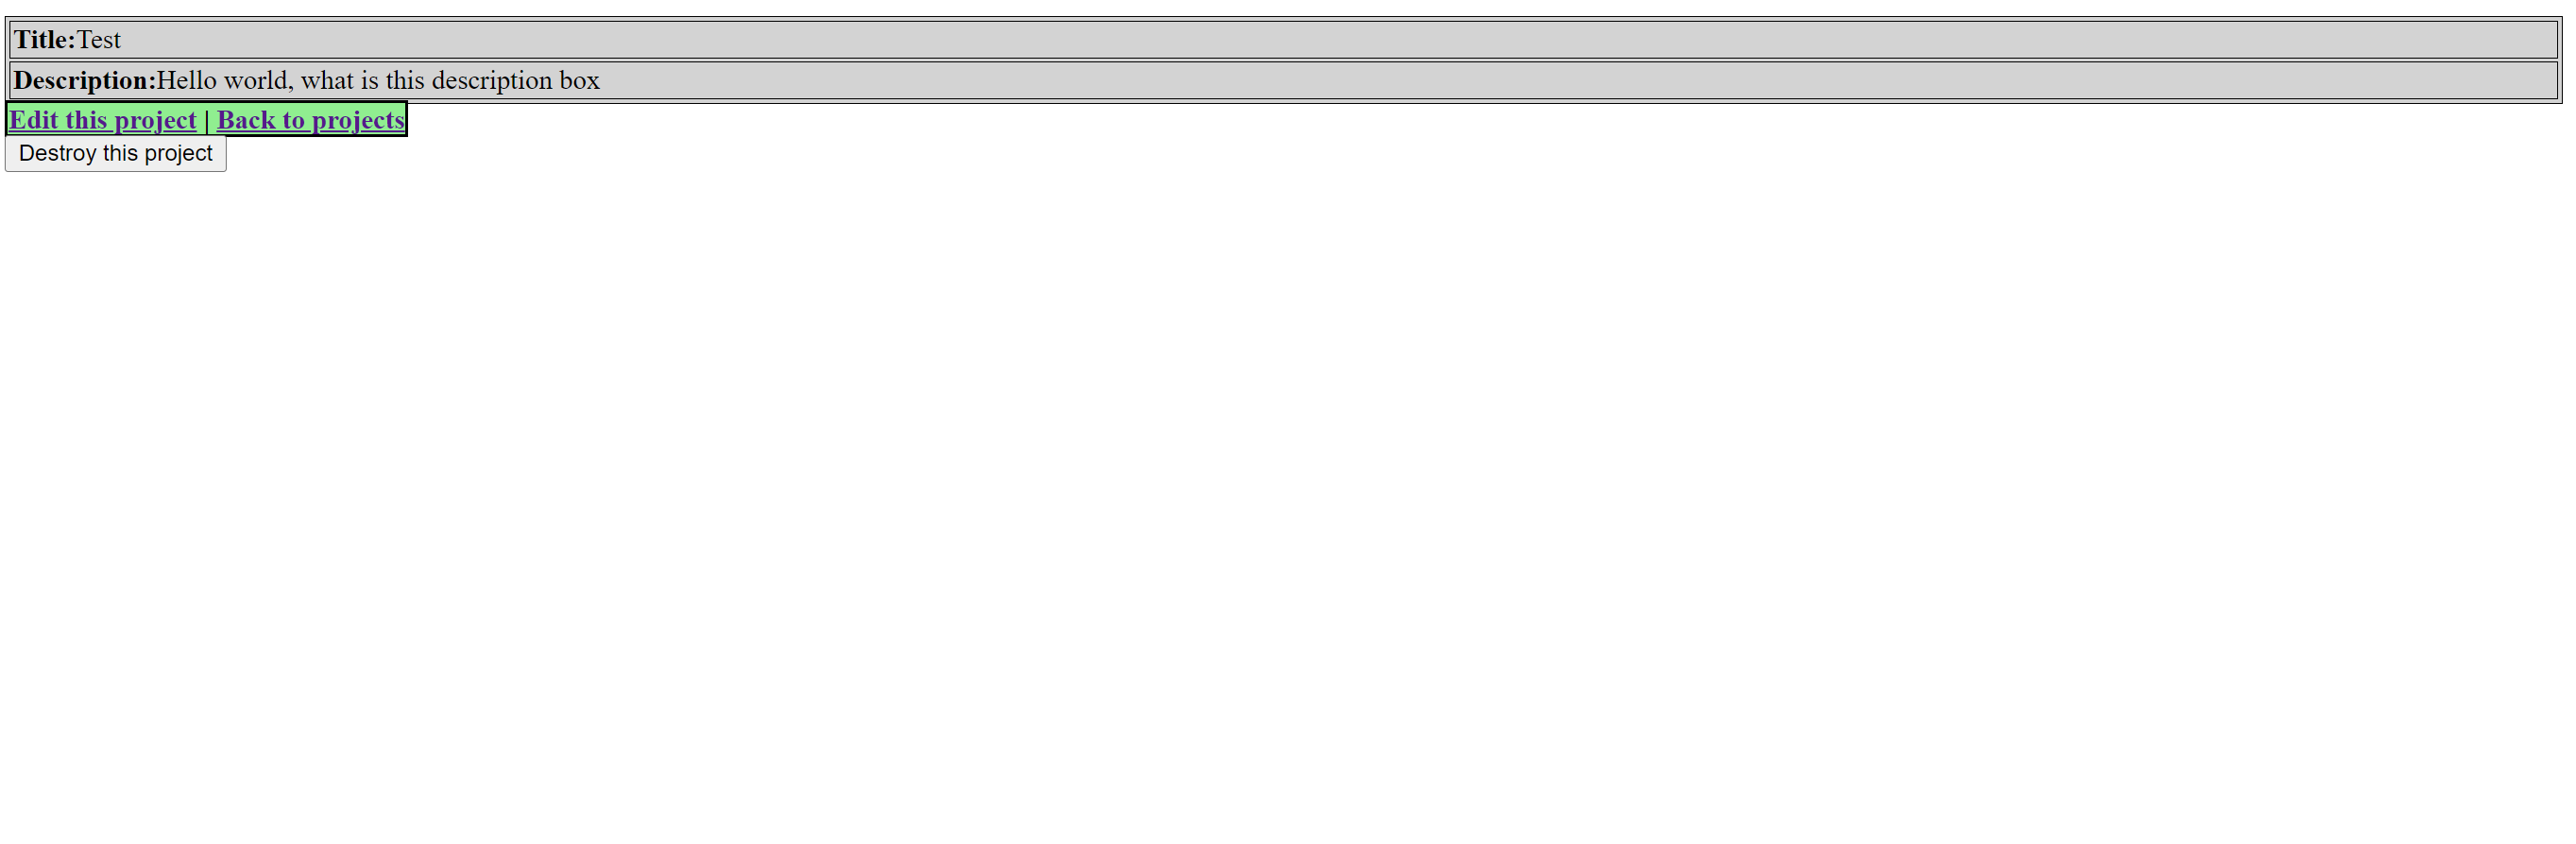 Title:Test
Description:Hello world, what is this description box
Edit this project | Back to projects
Destroy this project